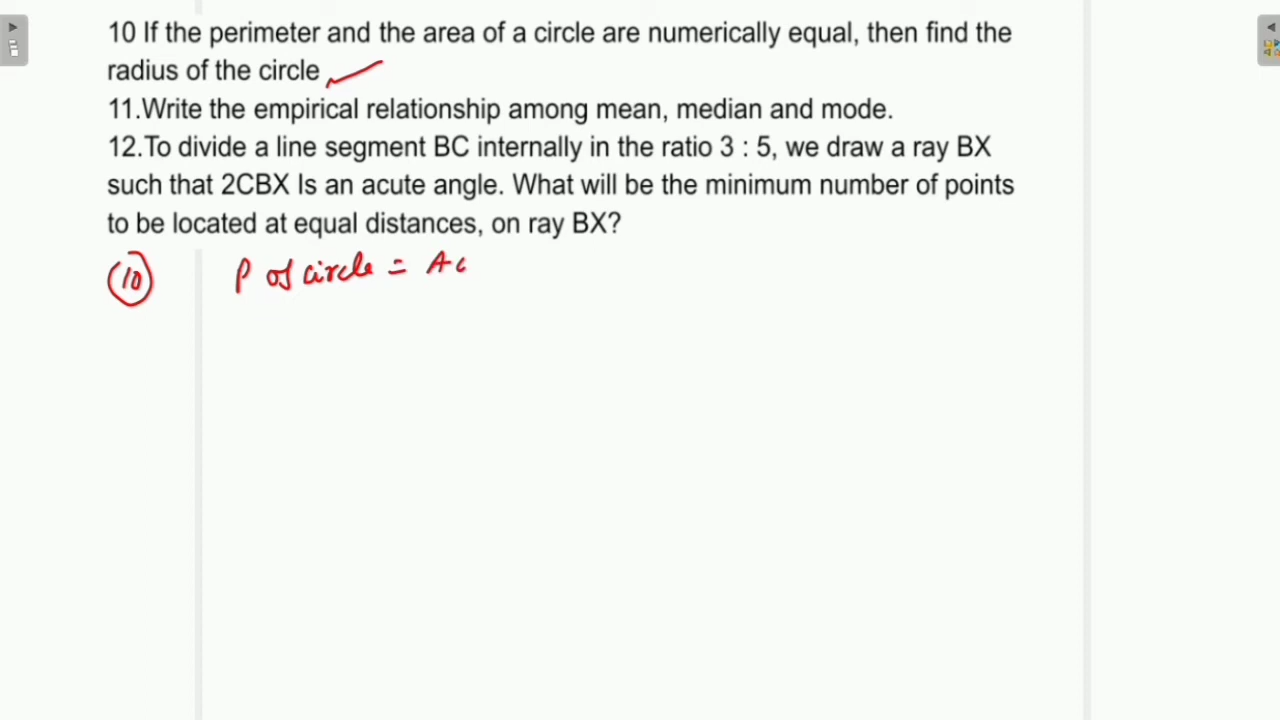 10 If the perimeter and the area of a circle are numerically equal, then find the
radius of the circle
11.Write the empirical relationship among mean, median and mode.
12.To divide a line segment BC internally in the ratio 3 : 5, we draw a ray BX
such that 2CBX Is an acute angle. What will be the minimum number of points
to be located at equal distances, on ray BX?
10 P of circle =